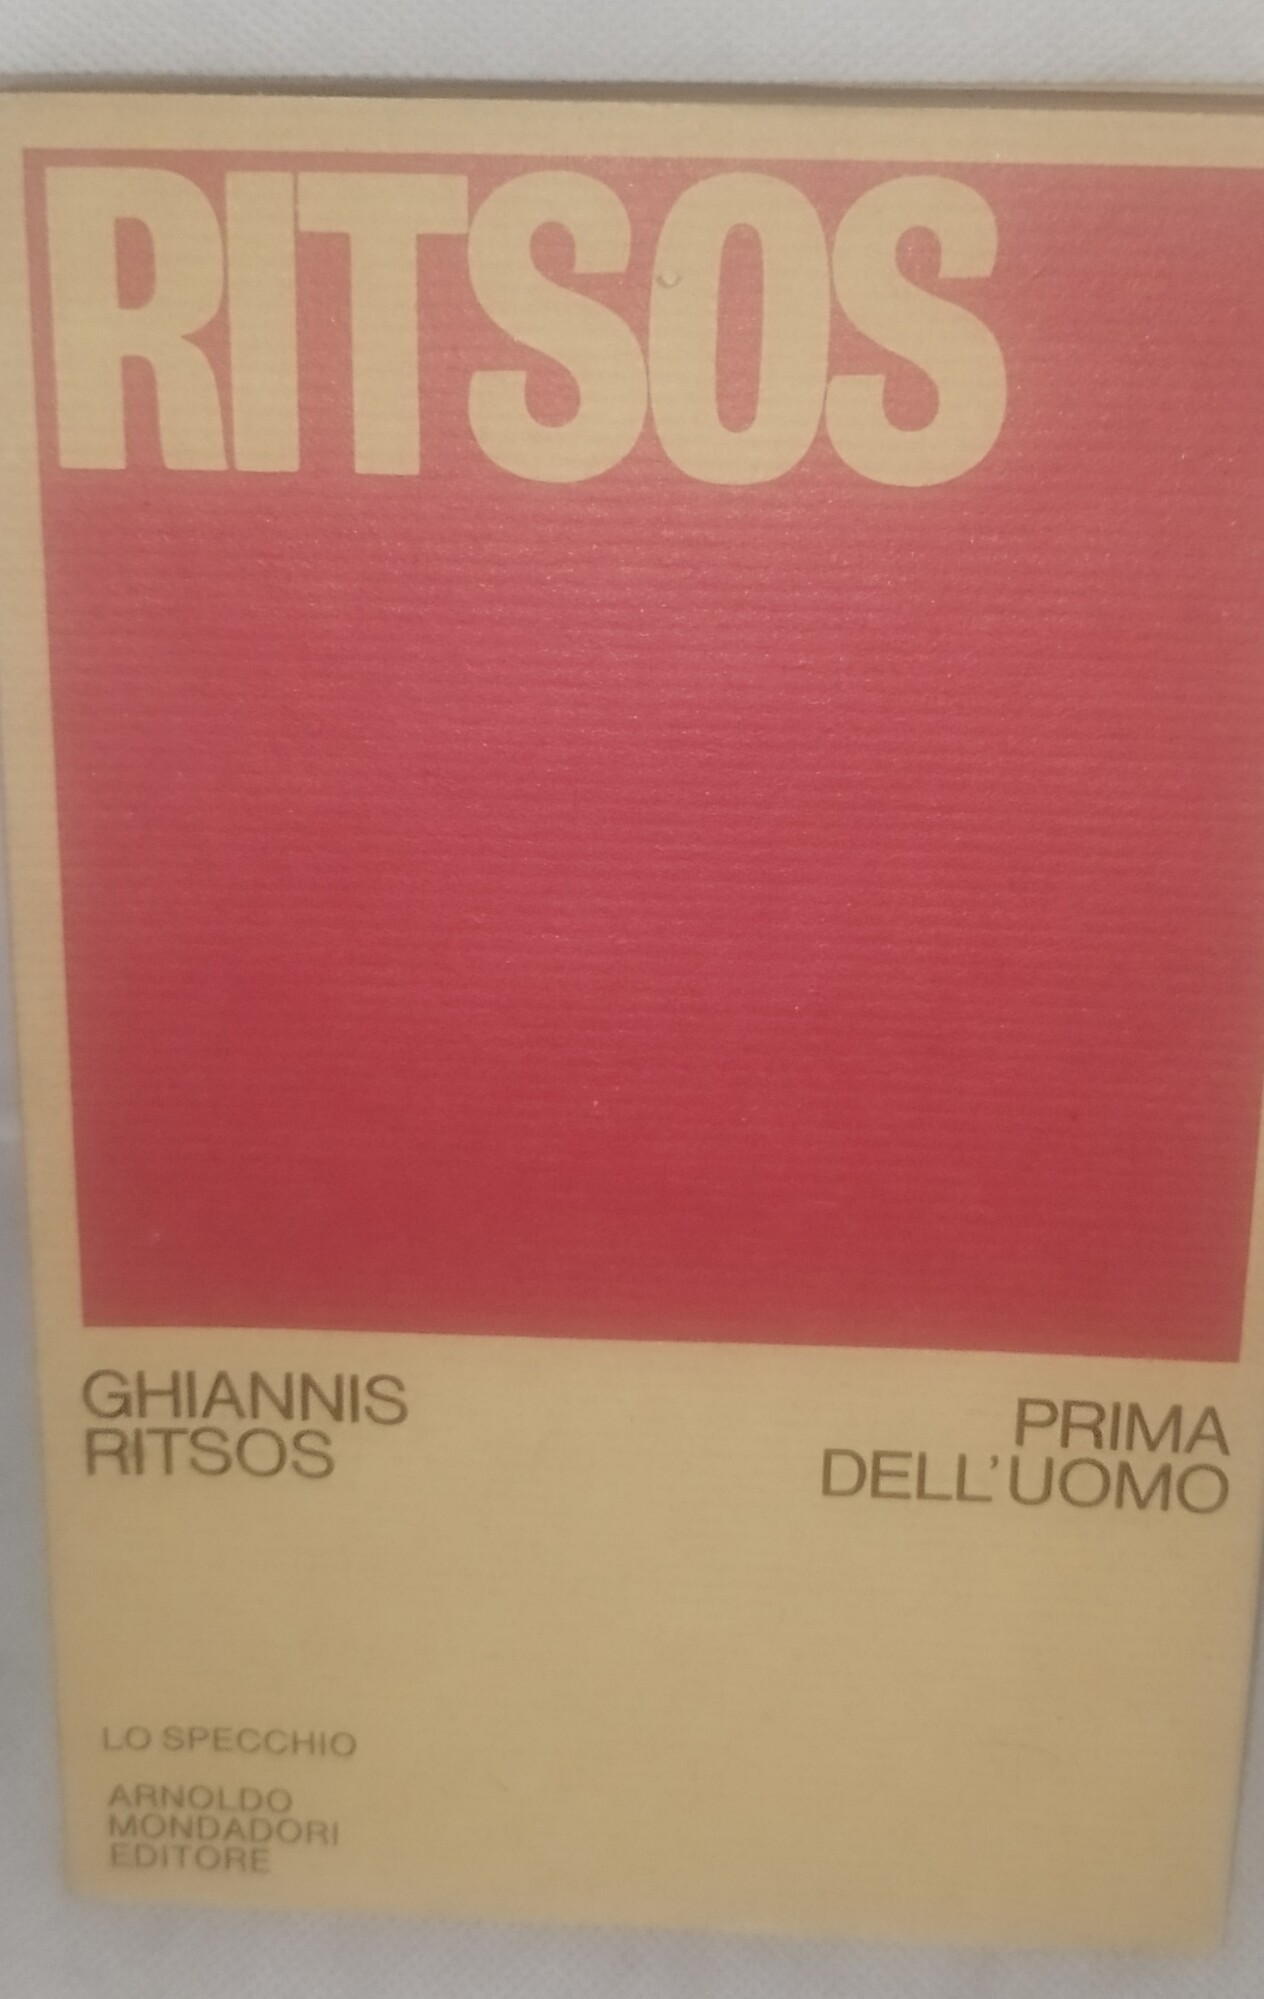 RITSOS
GHIANNIS
RITSOS
PRIMA
DELL'UOMO
LO SPECCHIO
ARNOLDO
MONDADORI
EDITORE